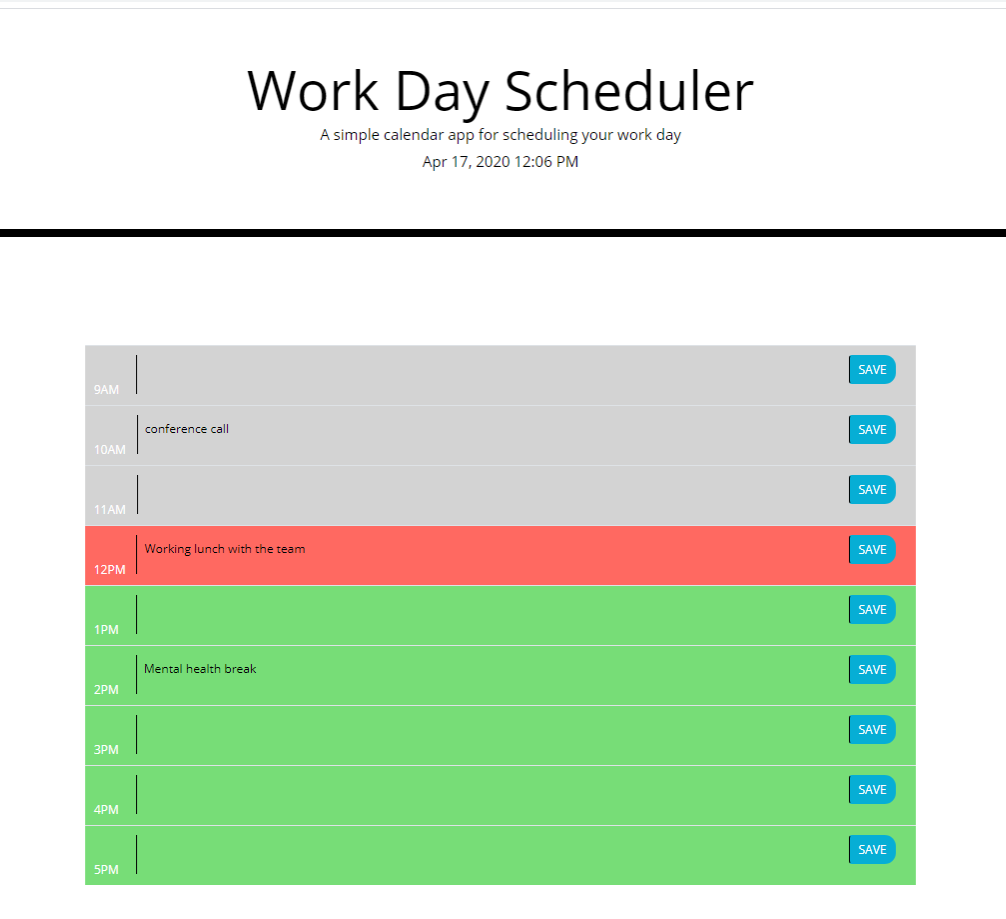 Work Day Scheduler
A simple calendar app for scheduling your work day
Apr 17, 2020 12:06 PM
9AM SAVE
10AM conference call SAVE
11AM SAVE
12PM Working lunch with the team SAVE
1PM SAVE
2PM Mental health break SAVE
3PM SAVE
4PM SAVE
5PM SAVE